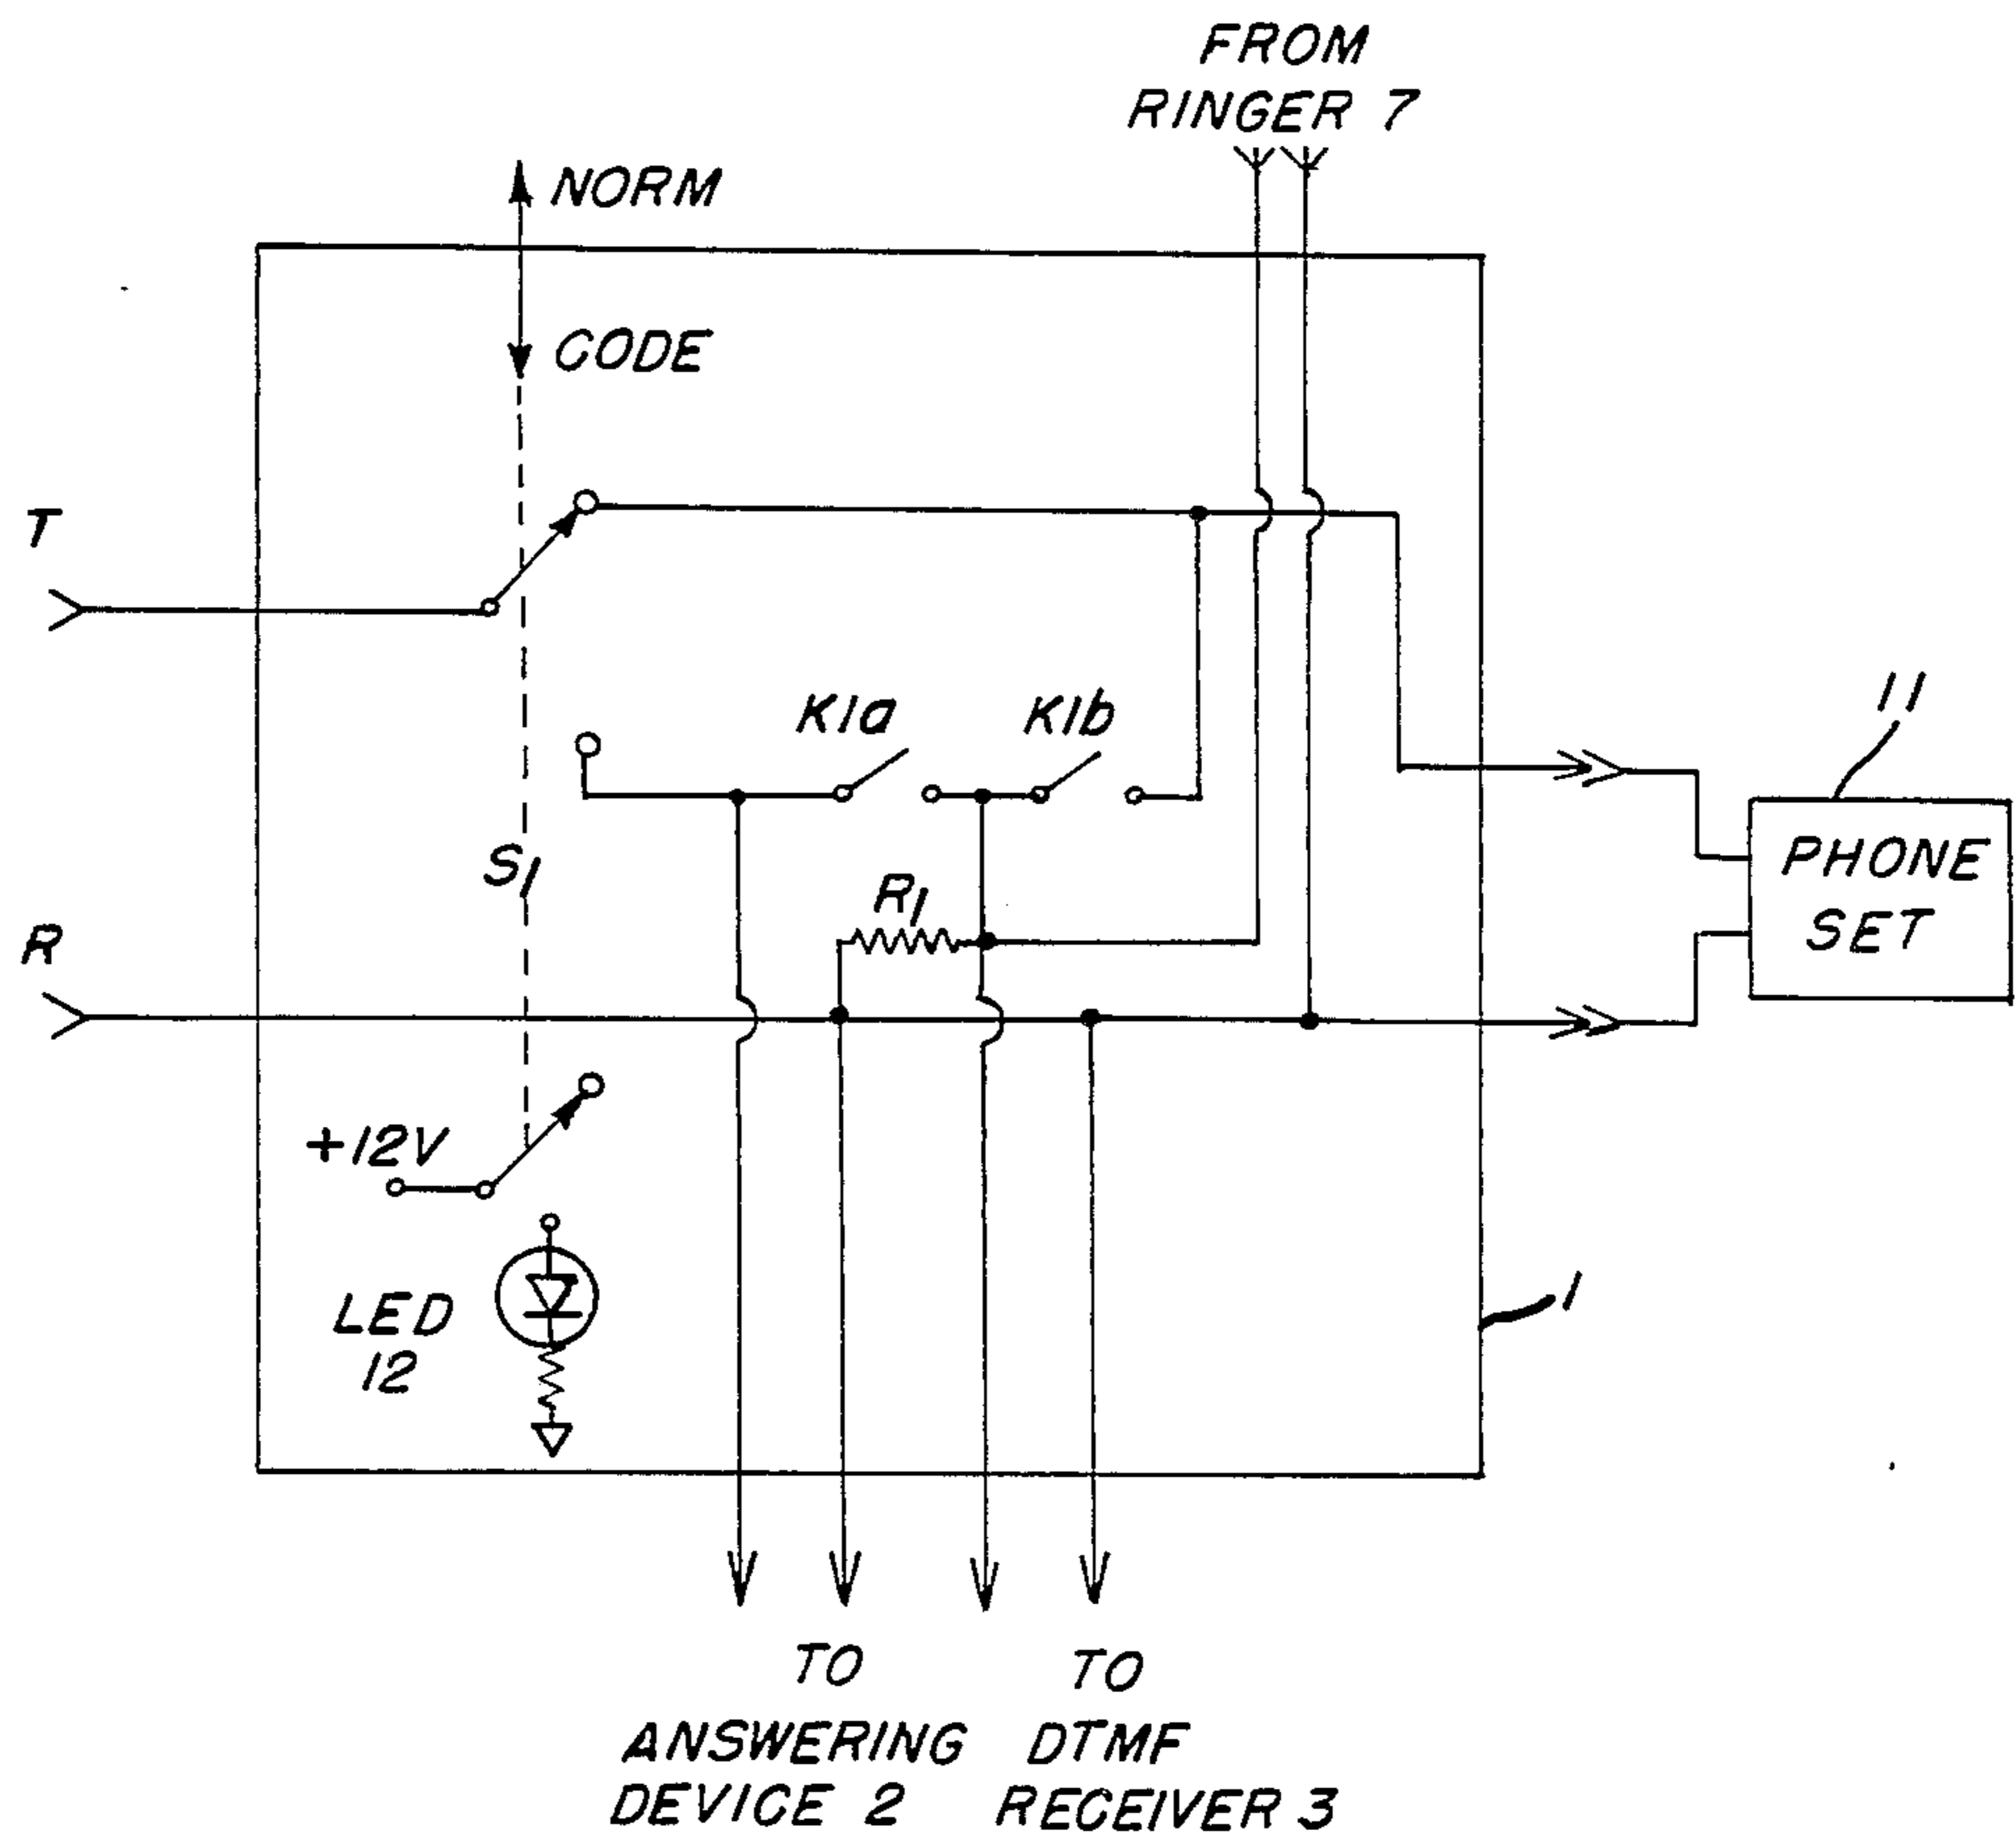 FROM
RINGER 7
NORM
CODE
T
K1a
K1b
11
S1
R1
PHONE
SET
R
+12V
LED
12
1
TO
ANSWERING
DEVICE 2
TO
DTMF
RECEIVER 3